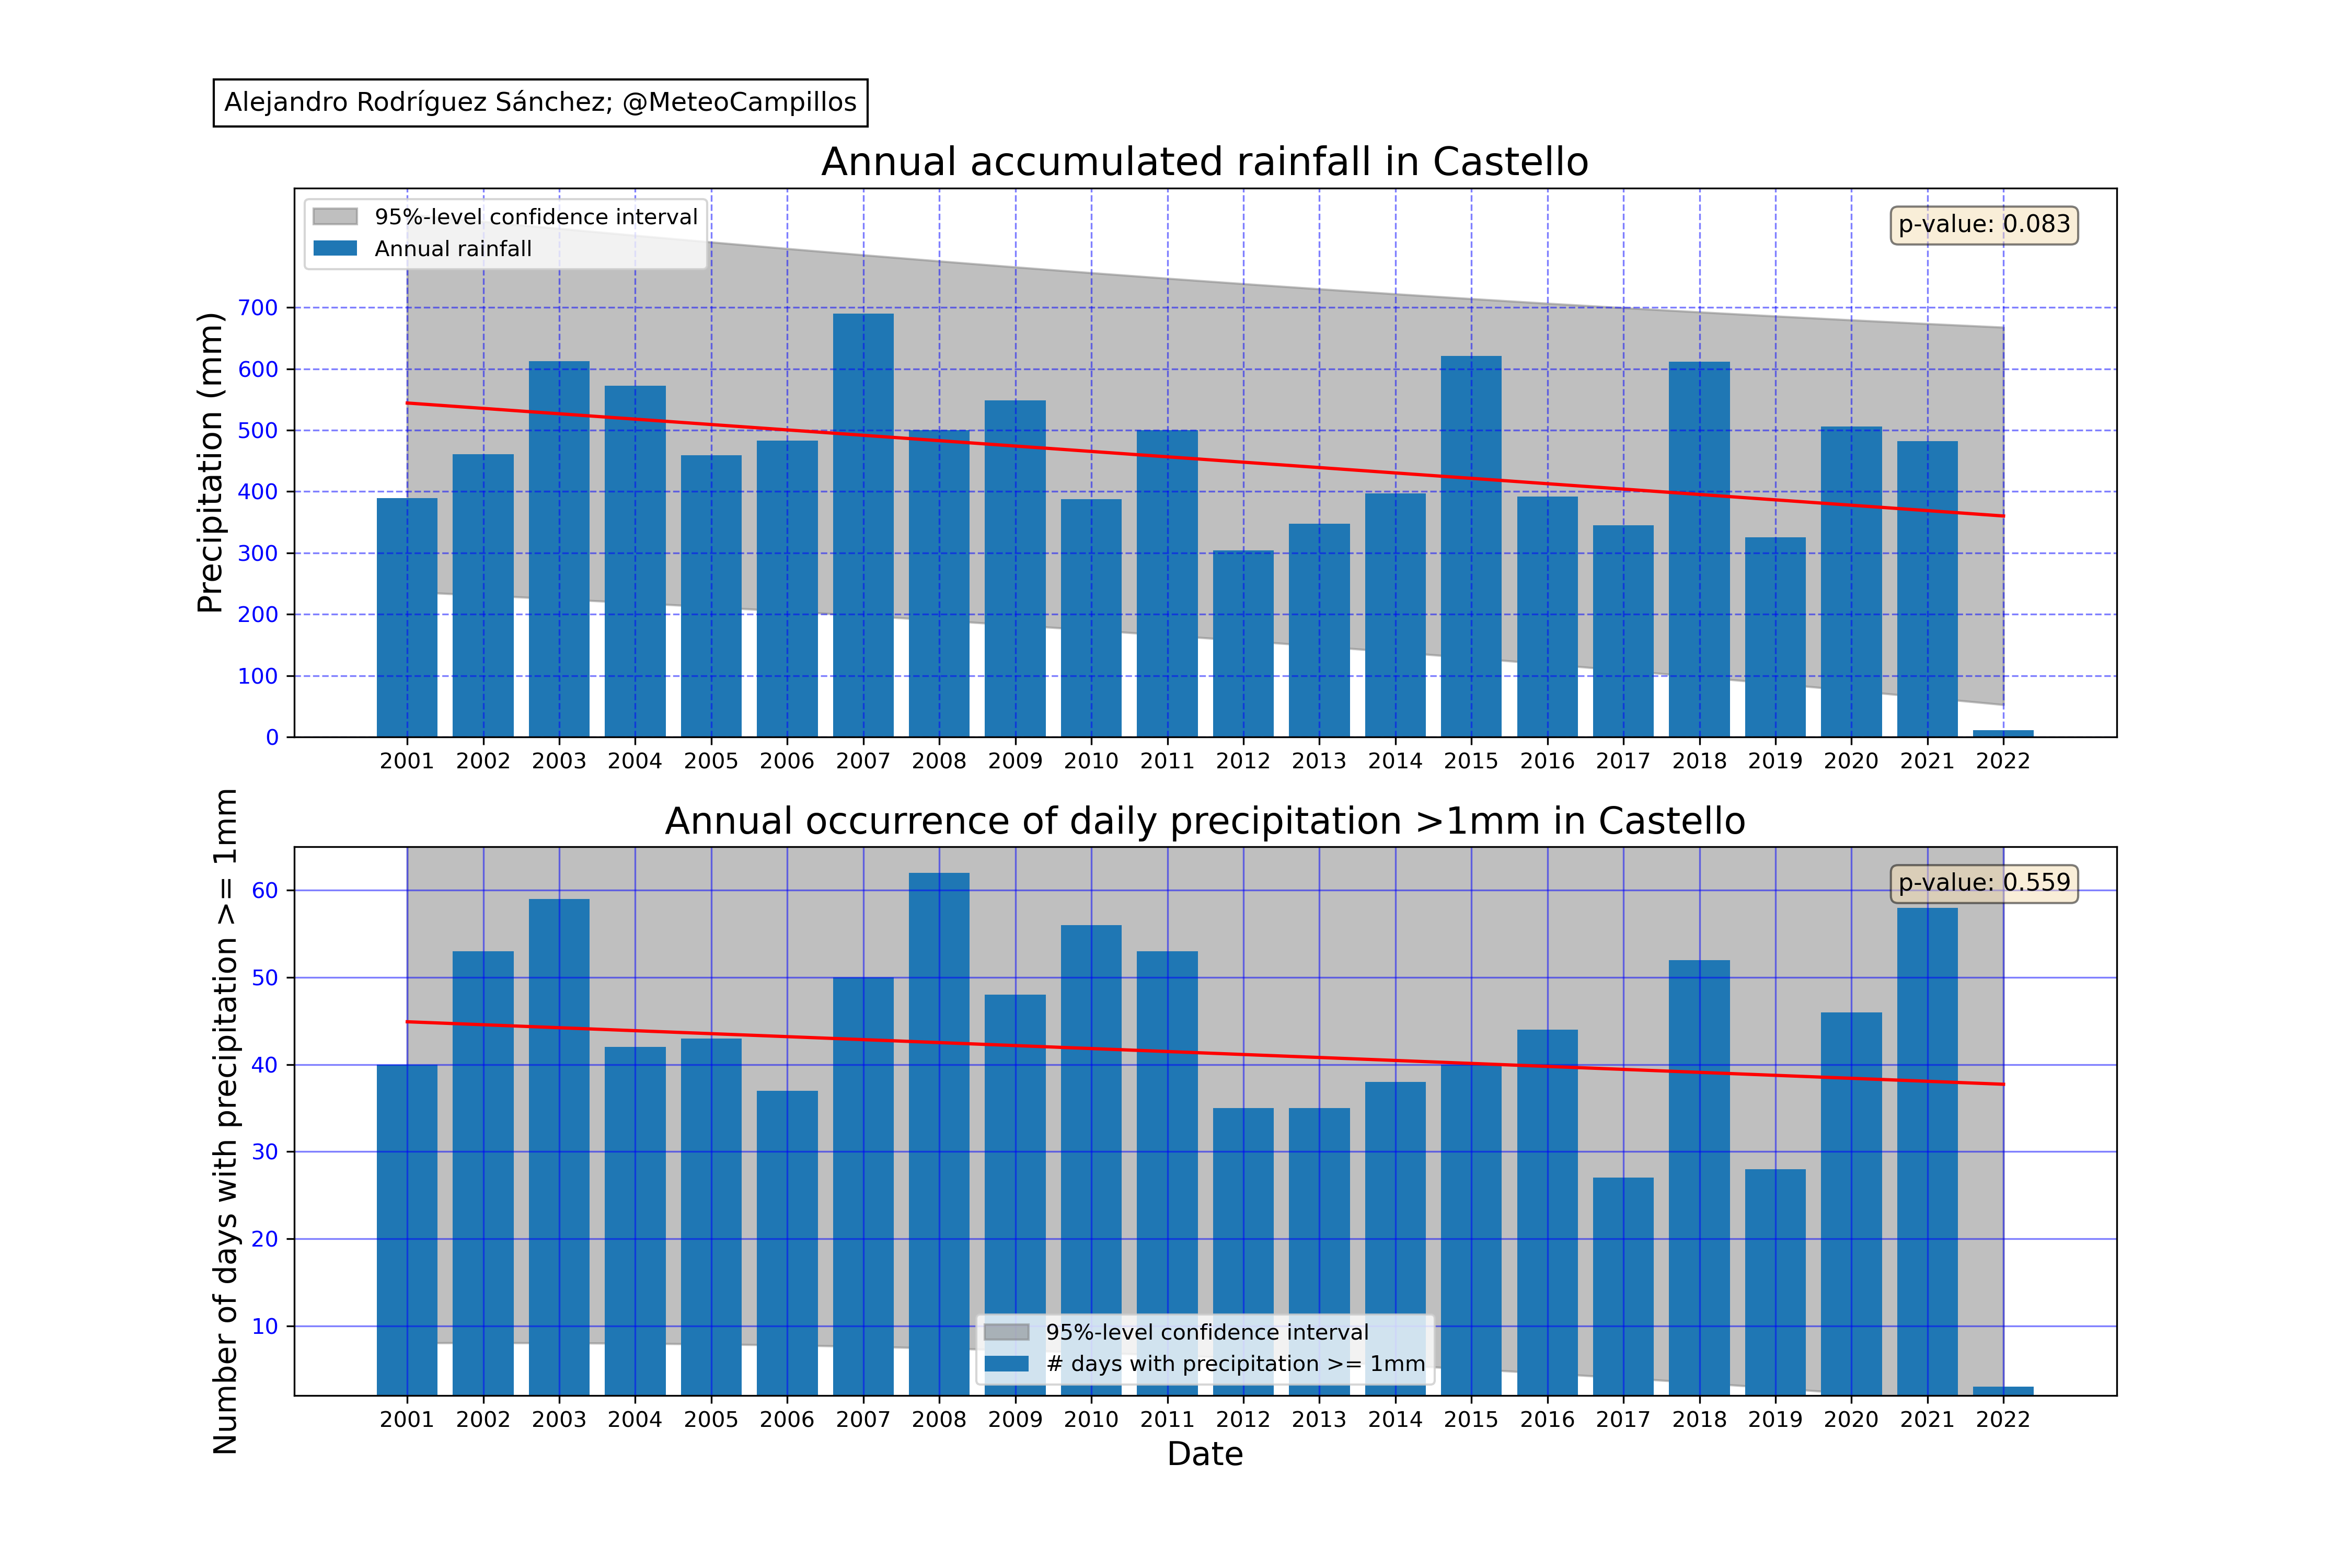 Alejandro Rodríguez Sánchez; @MeteoCampillos
Annual accumulated rainfall in Castello
95%-level confidence interval
Annual rainfall
p-value: 0.083
Precipitation (mm)
700
600
500
400
300
200
100
0
2001 2002 2003 2004 2005 2006 2007 2008 2009 2010 2011 2012 2013 2014 2015 2016 2017 2018 2019 2020 2021 2022
Annual occurrence of daily precipitation >1mm in Castello
p-value: 0.559
Number of days with precipitation >= 1mm
60
50
40
30
20
10
95%-level confidence interval
# days with precipitation >= 1mm
2001 2002 2003 2004 2005 2006 2007 2008 2009 2010 2011 2012 2013 2014 2015 2016 2017 2018 2019 2020 2021 2022
Date